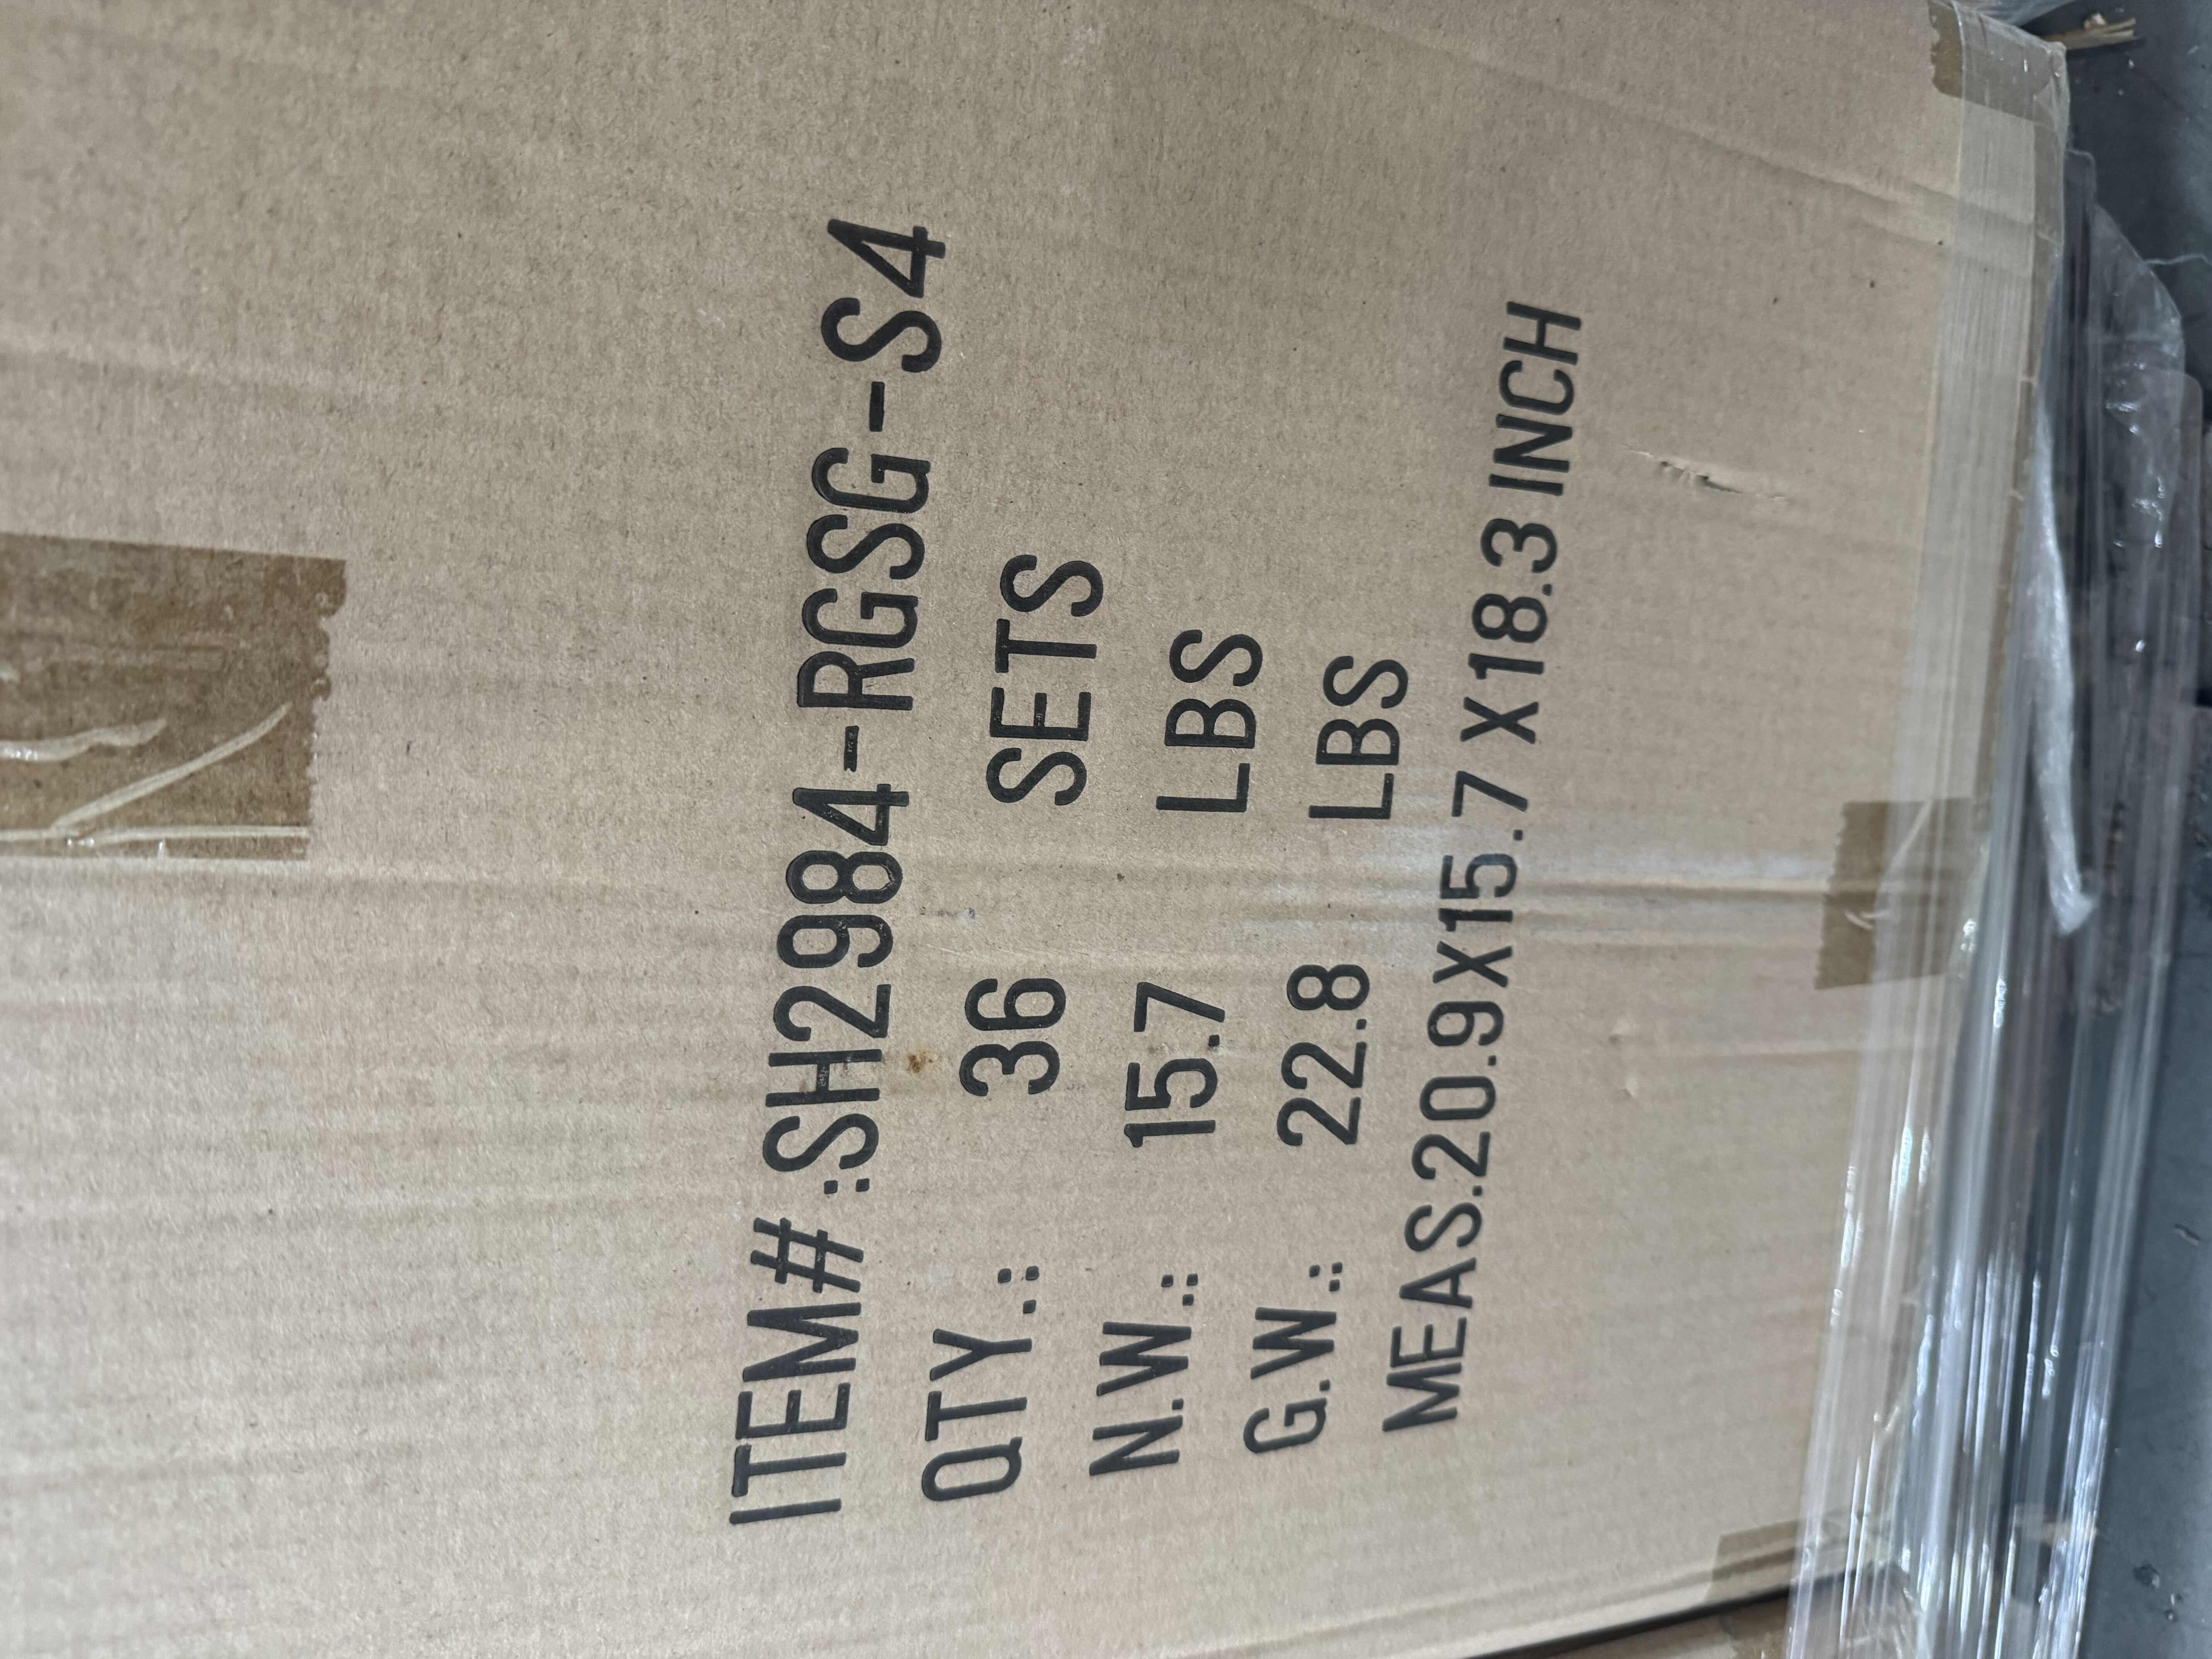 ITEM# :SH2984-RGSG-S4
QTY.: 36 SETS
N.W.: 15.7 LBS
G.W.: 22.8 LBS
MEAS.20.9X15.7 X18.3 INCH